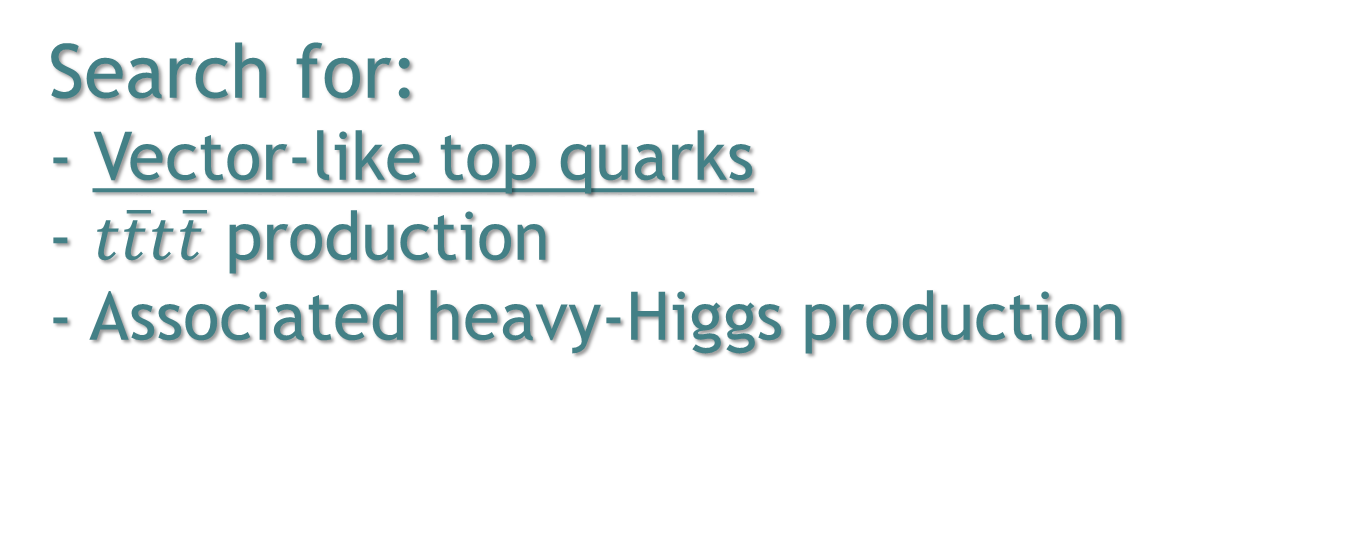 Search for:
- Vector-like top quarks
- tt̄tt̄ production
- Associated heavy-Higgs production